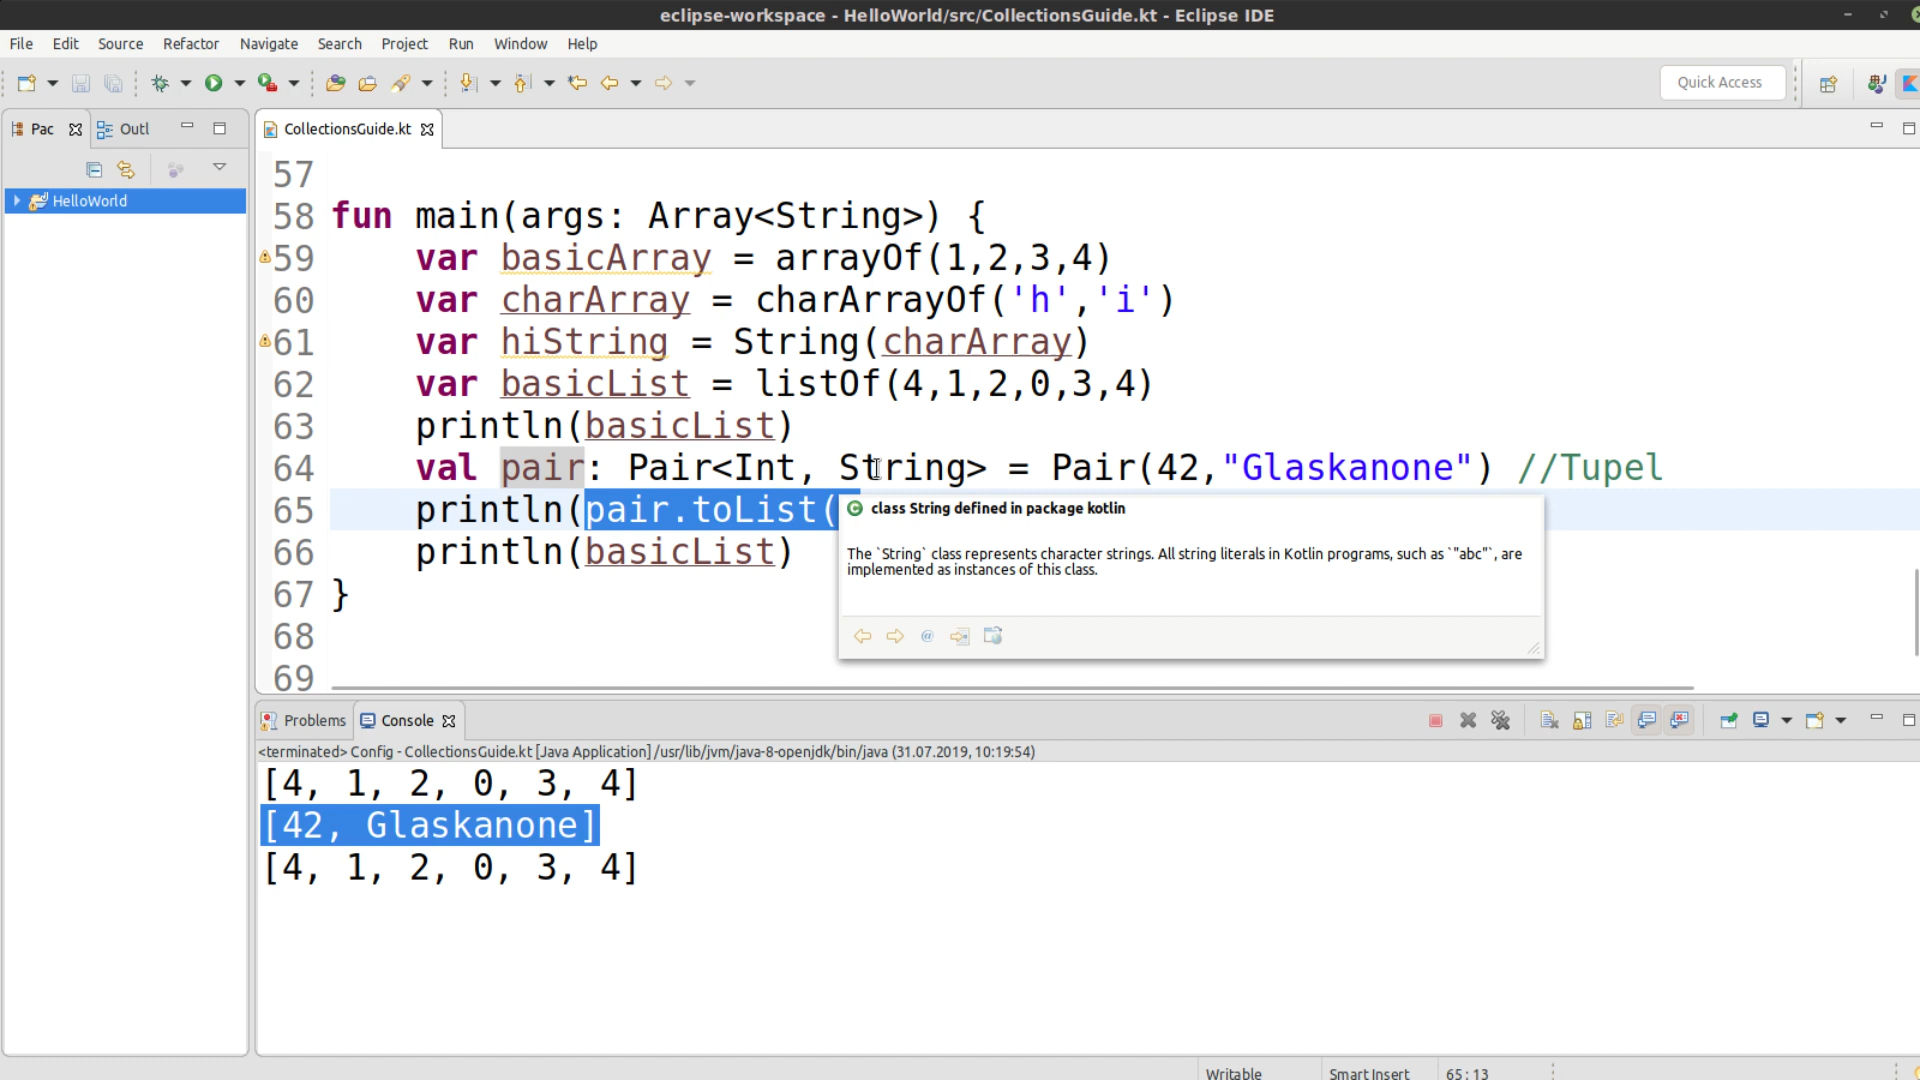 eclipse-workspace - HelloWorld/src/CollectionsGuide.kt - Eclipse IDE
File Edit Source Refactor Navigate Search Project Run Window Help
Quick Access
Pac Outl
CollectionsGuide.kt
HelloWorld
57
58 fun main(args: Array<String>) {
59 var basicArray = arrayOf(1,2,3,4)
60 var charArray = charArrayOf('h','i')
61 var hiString = String(charArray)
62 var basicList = listOf(4,1,2,0,3,4)
63 println(basicList)
64 val pair: Pair<Int, String> = Pair(42,"Glaskanone") //Tupel
65 println(pair.toList(
66 println(basicList)
67 }
68
69
class String defined in package kotlin
The `String` class represents character strings. All string literals in Kotlin programs, such as `"abc"`, are
implemented as instances of this class.
@
Problems Console
<terminated> Config - CollectionsGuide.kt [Java Application] /usr/lib/jvm/java-8-openjdk/bin/java (31.07.2019, 10:19:54)
[4, 1, 2, 0, 3, 4]
[42, Glaskanone]
[4, 1, 2, 0, 3, 4]
Writable Smart Insert 65 : 13